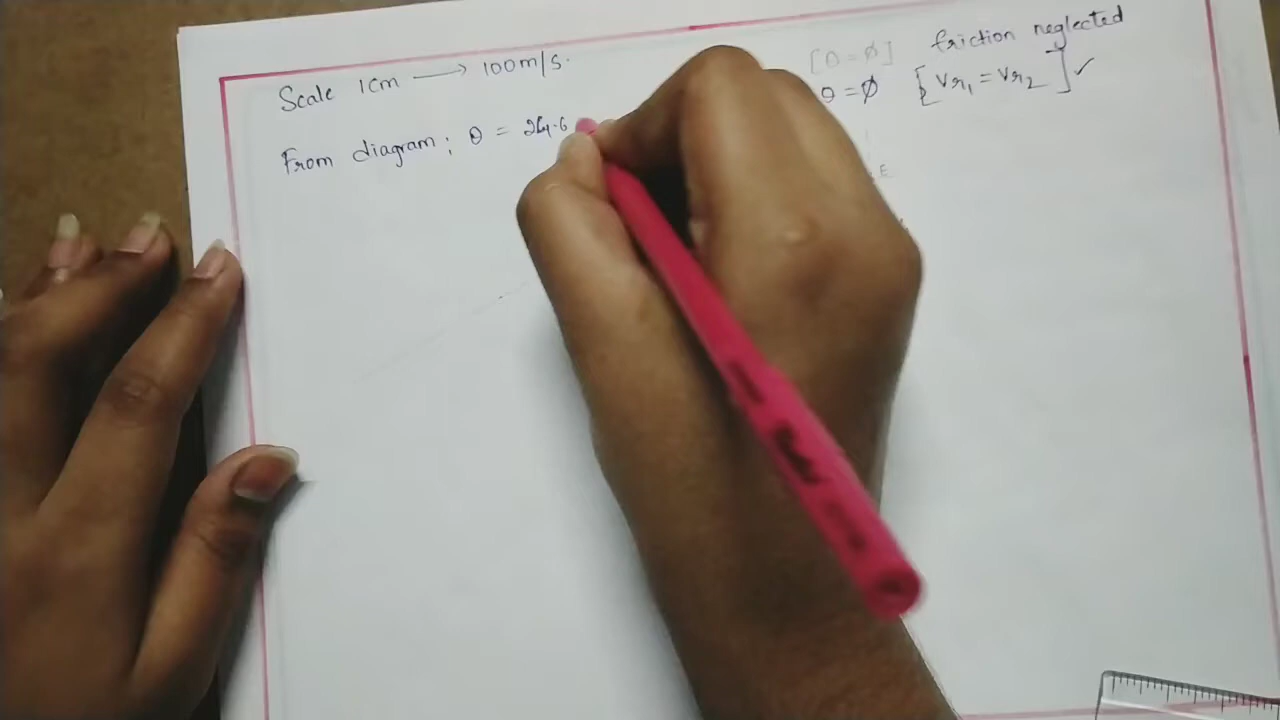 Scale 1cm → 100m/s.
From diagram; θ = 24.6
[θ = ∅] friction neglected
θ = ∅ [Vr1 = Vr2] ✓
E